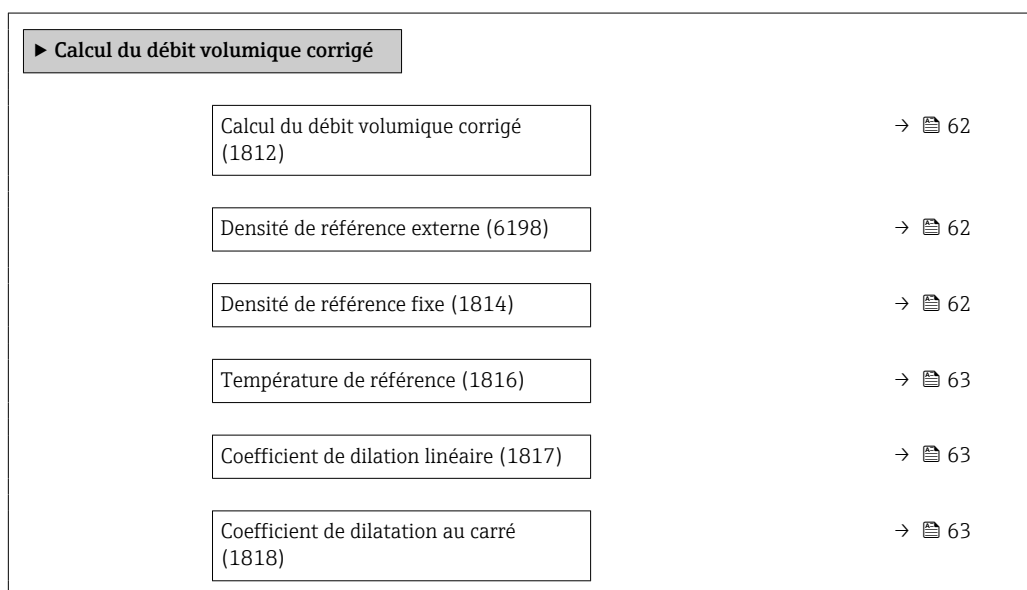 ▶ Calcul du débit volumique corrigé
Calcul du débit volumique corrigé
(1812)
→ 62
Densité de référence externe (6198)
→ 62
Densité de référence fixe (1814)
→ 62
Température de référence (1816)
→ 63
Coefficient de dilation linéaire (1817)
→ 63
Coefficient de dilatation au carré
(1818)
→ 63